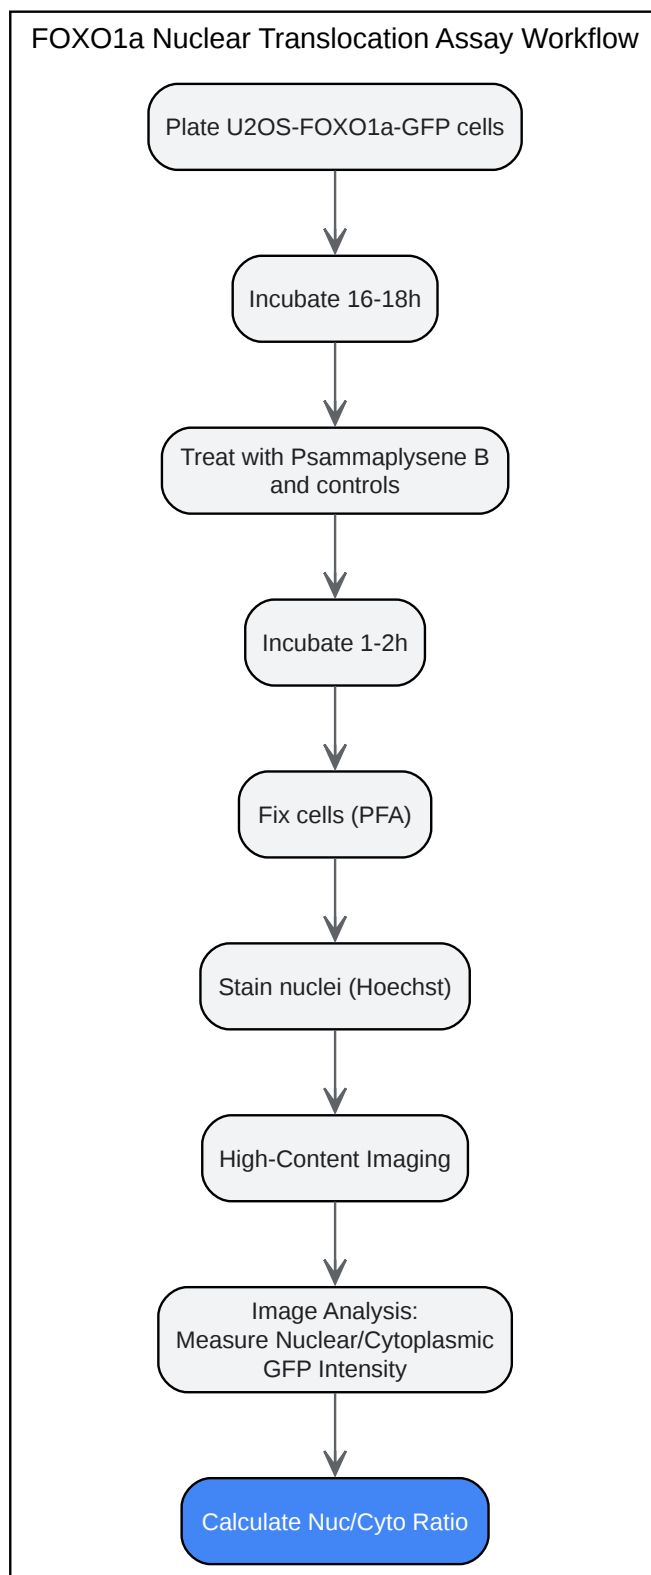 FOXO1a Nuclear Translocation Assay Workflow
Plate U2OS-FOXO1a-GFP cells
Incubate 16-18h
Treat with Psammaplysene B
and controls
Incubate 1-2h
Fix cells (PFA)
Stain nuclei (Hoechst)
High-Content Imaging
Image Analysis:
Measure Nuclear/Cytoplasmic
GFP Intensity
Calculate Nuc/Cyto Ratio